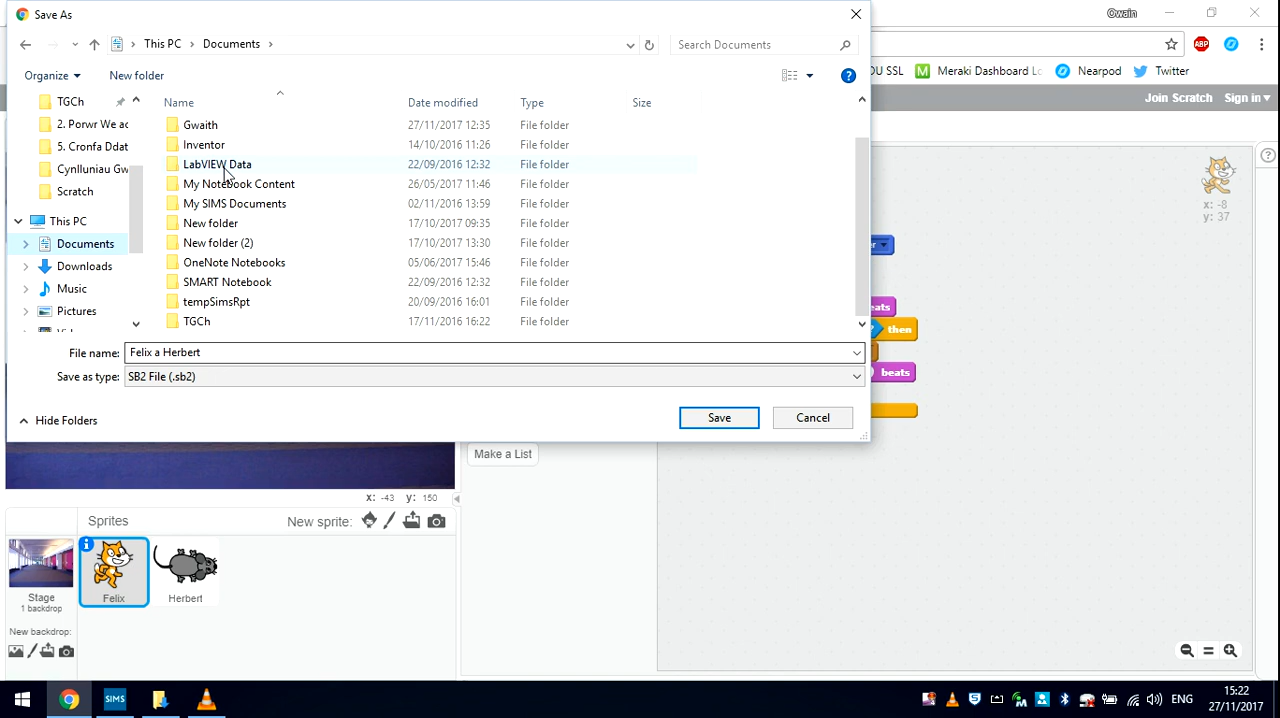 Save As
Owain
This PC
Documents
Search Documents
ABP
DU SSL
Meraki Dashboard Lo
Nearpod
Twitter
Organize
New folder
Join Scratch
Sign in
Name
Date modified
Type
Size
TGCh
2. Porwr We ac
5. Cronfa Ddat
Cynlluniau Gw
Scratch
This PC
Documents
Downloads
Music
Pictures
Gwaith 27/11/2017 12:35 File folder
Inventor 14/10/2016 11:26 File folder
LabVIEW Data 22/09/2016 12:32 File folder
My Notebook Content 26/05/2017 11:46 File folder
My SIMS Documents 02/11/2016 13:59 File folder
New folder 17/10/2017 09:35 File folder
New folder (2) 17/10/2017 13:30 File folder
OneNote Notebooks 05/06/2017 15:46 File folder
SMART Notebook 22/09/2016 12:32 File folder
tempSimsRpt 20/09/2016 16:01 File folder
TGCh 17/11/2016 16:22 File folder
File name: Felix a Herbert
Save as type: SB2 File (.sb2)
Hide Folders
Save
Cancel
x: -8
y: 37
er
eats
then
beats
Make a List
x: -43 y: 150
Sprites
New sprite:
Stage
1 backdrop
New backdrop:
Felix
Herbert
SIMS
ENG
15:22
27/11/2017